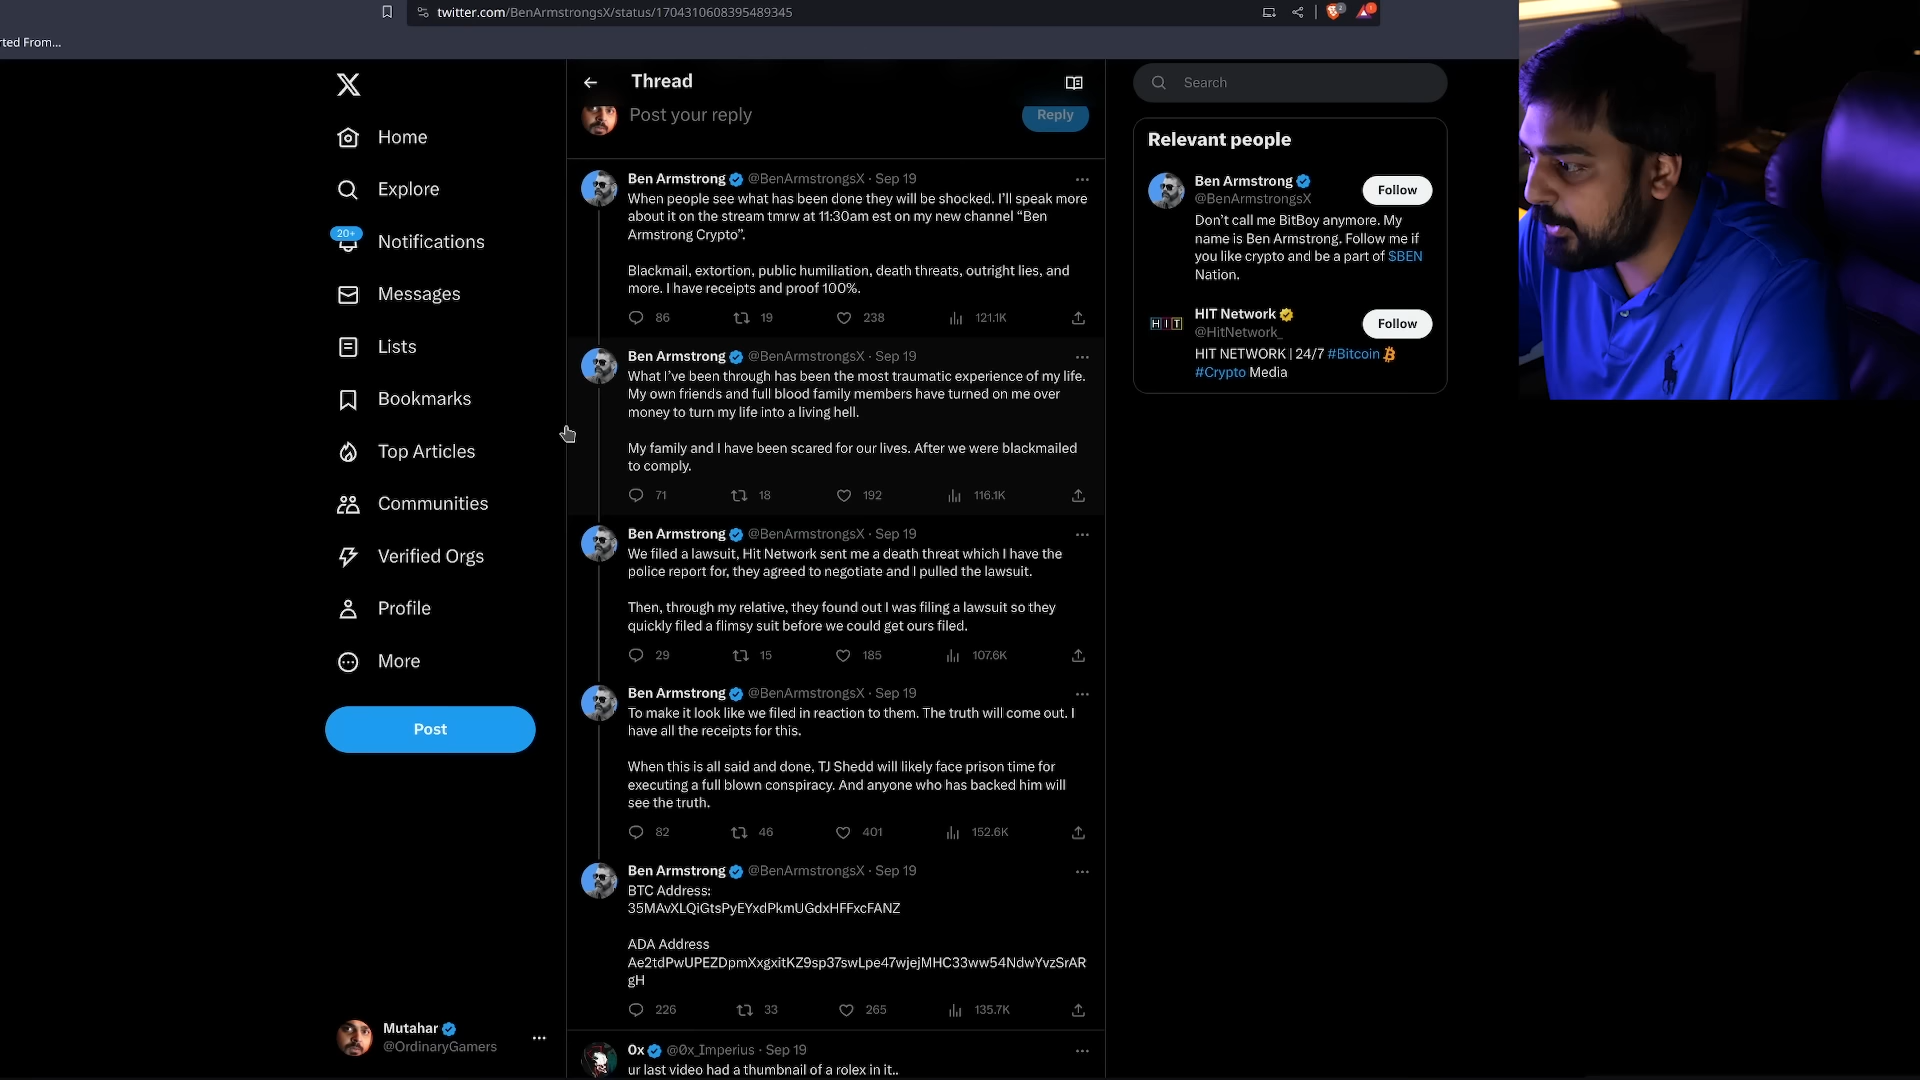 twitter.com/BenArmstrongsX/status/1704310608395489345
2
1
rted From...
Thread
Search
Post your reply
Reply
Home
Explore
20+
Notifications
Messages
Lists
Bookmarks
Top Articles
Communities
Verified Orgs
Profile
More
Post
Mutahar
@OrdinaryGamers
Ben Armstrong @BenArmstrongsX · Sep 19
When people see what has been done they will be shocked. I'll speak more
about it on the stream tmrw at 11:30am est on my new channel “Ben
Armstrong Crypto”.
Blackmail, extortion, public humiliation, death threats, outright lies, and
more. I have receipts and proof 100%.
86 19 238 121.1K
Ben Armstrong @BenArmstrongsX · Sep 19
What I've been through has been the most traumatic experience of my life.
My own friends and full blood family members have turned on me over
money to turn my life into a living hell.
My family and I have been scared for our lives. After we were blackmailed
to comply.
71 18 192 116.1K
Ben Armstrong @BenArmstrongsX · Sep 19
We filed a lawsuit, Hit Network sent me a death threat which I have the
police report for, they agreed to negotiate and I pulled the lawsuit.
Then, through my relative, they found out I was filing a lawsuit so they
quickly filed a flimsy suit before we could get ours filed.
29 15 185 107.6K
Ben Armstrong @BenArmstrongsX · Sep 19
To make it look like we filed in reaction to them. The truth will come out. I
have all the receipts for this.
When this is all said and done, TJ Shedd will likely face prison time for
executing a full blown conspiracy. And anyone who has backed him will
see the truth.
82 46 401 152.6K
Ben Armstrong @BenArmstrongsX · Sep 19
BTC Address:
35MAvXLQiGtsPyEYxdPkmUGdxHFFxcFANZ
ADA Address
Ae2tdPwUPEZDpmXxgxitKZ9sp37swLpe47wjejMHC33ww54NdwYvzSrAR
gH
226 33 265 135.7K
0x @0x_Imperius · Sep 19
ur last video had a thumbnail of a rolex in it..
Relevant people
Ben Armstrong
@BenArmstrongsX
Follow
Don't call me BitBoy anymore. My
name is Ben Armstrong. Follow me if
you like crypto and be a part of $BEN
Nation.
HIT
HIT Network
@HitNetwork_
Follow
HIT NETWORK | 24/7 #Bitcoin
#Crypto Media